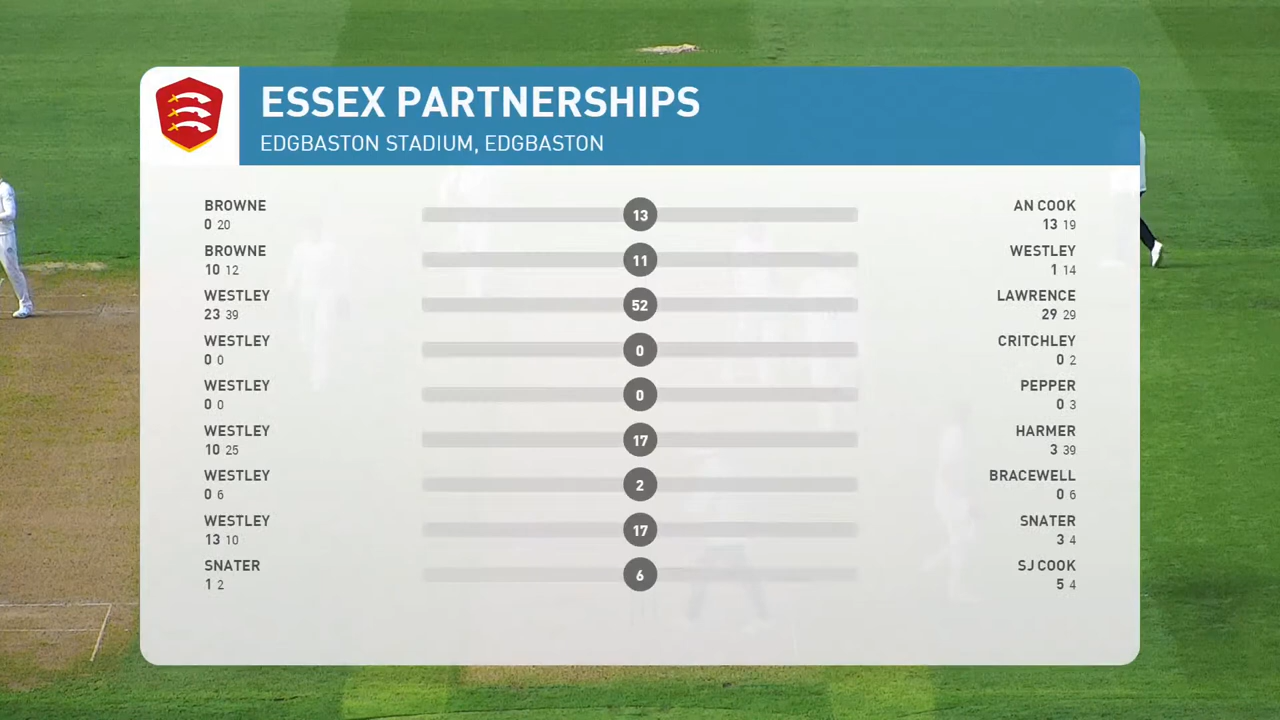 ESSEX PARTNERSHIPS
EDGBASTON STADIUM, EDGBASTON
BROWNE 13 AN COOK
0 20 13 19
BROWNE 11 WESTLEY
10 12 1 14
WESTLEY 52 LAWRENCE
23 39 29 29
WESTLEY 0 CRITCHLEY
0 0 0 2
WESTLEY 0 PEPPER
0 0 0 3
WESTLEY 17 HARMER
10 25 3 39
WESTLEY 2 BRACEWELL
0 6 0 6
WESTLEY 17 SNATER
13 10 3 4
SNATER 6 SJ COOK
1 2 5 4